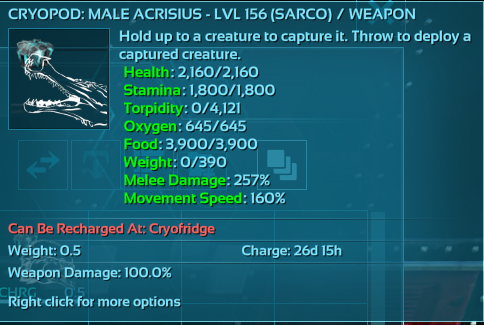 CRYOPOD: MALE ACRISIUS - LVL 156 (SARCO) / WEAPON
Hold up to a creature to capture it. Throw to deploy a
captured creature.
Health: 2,160/2,160
Stamina: 1,800/1,800
Torpidity: 0/4,121
Oxygen: 645/645
Food: 3,900/3,900
Weight: 0/390
Melee Damage: 257%
Movement Speed: 160%
Can Be Recharged At: Cryofridge
Weight: 0.5
Charge: 26d 15h
Weapon Damage: 100.0%
CHRG 0.5
Right click for more options